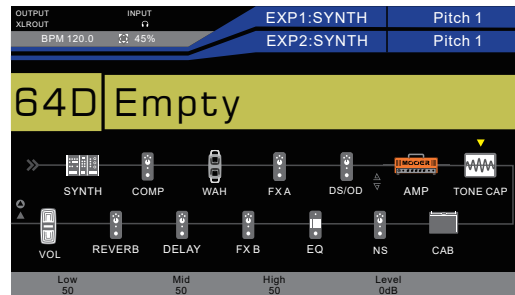 OUTPUT INPUT
XLROUT
EXP1:SYNTH Pitch 1
BPM 120.0 45%
EXP2:SYNTH Pitch 1
64D Empty
MOOER
SYNTH COMP WAH FX A DS/OD AMP TONE CAP
VOL REVERB DELAY FX B EQ NS CAB
Low Mid High Level
50 50 50 0dB